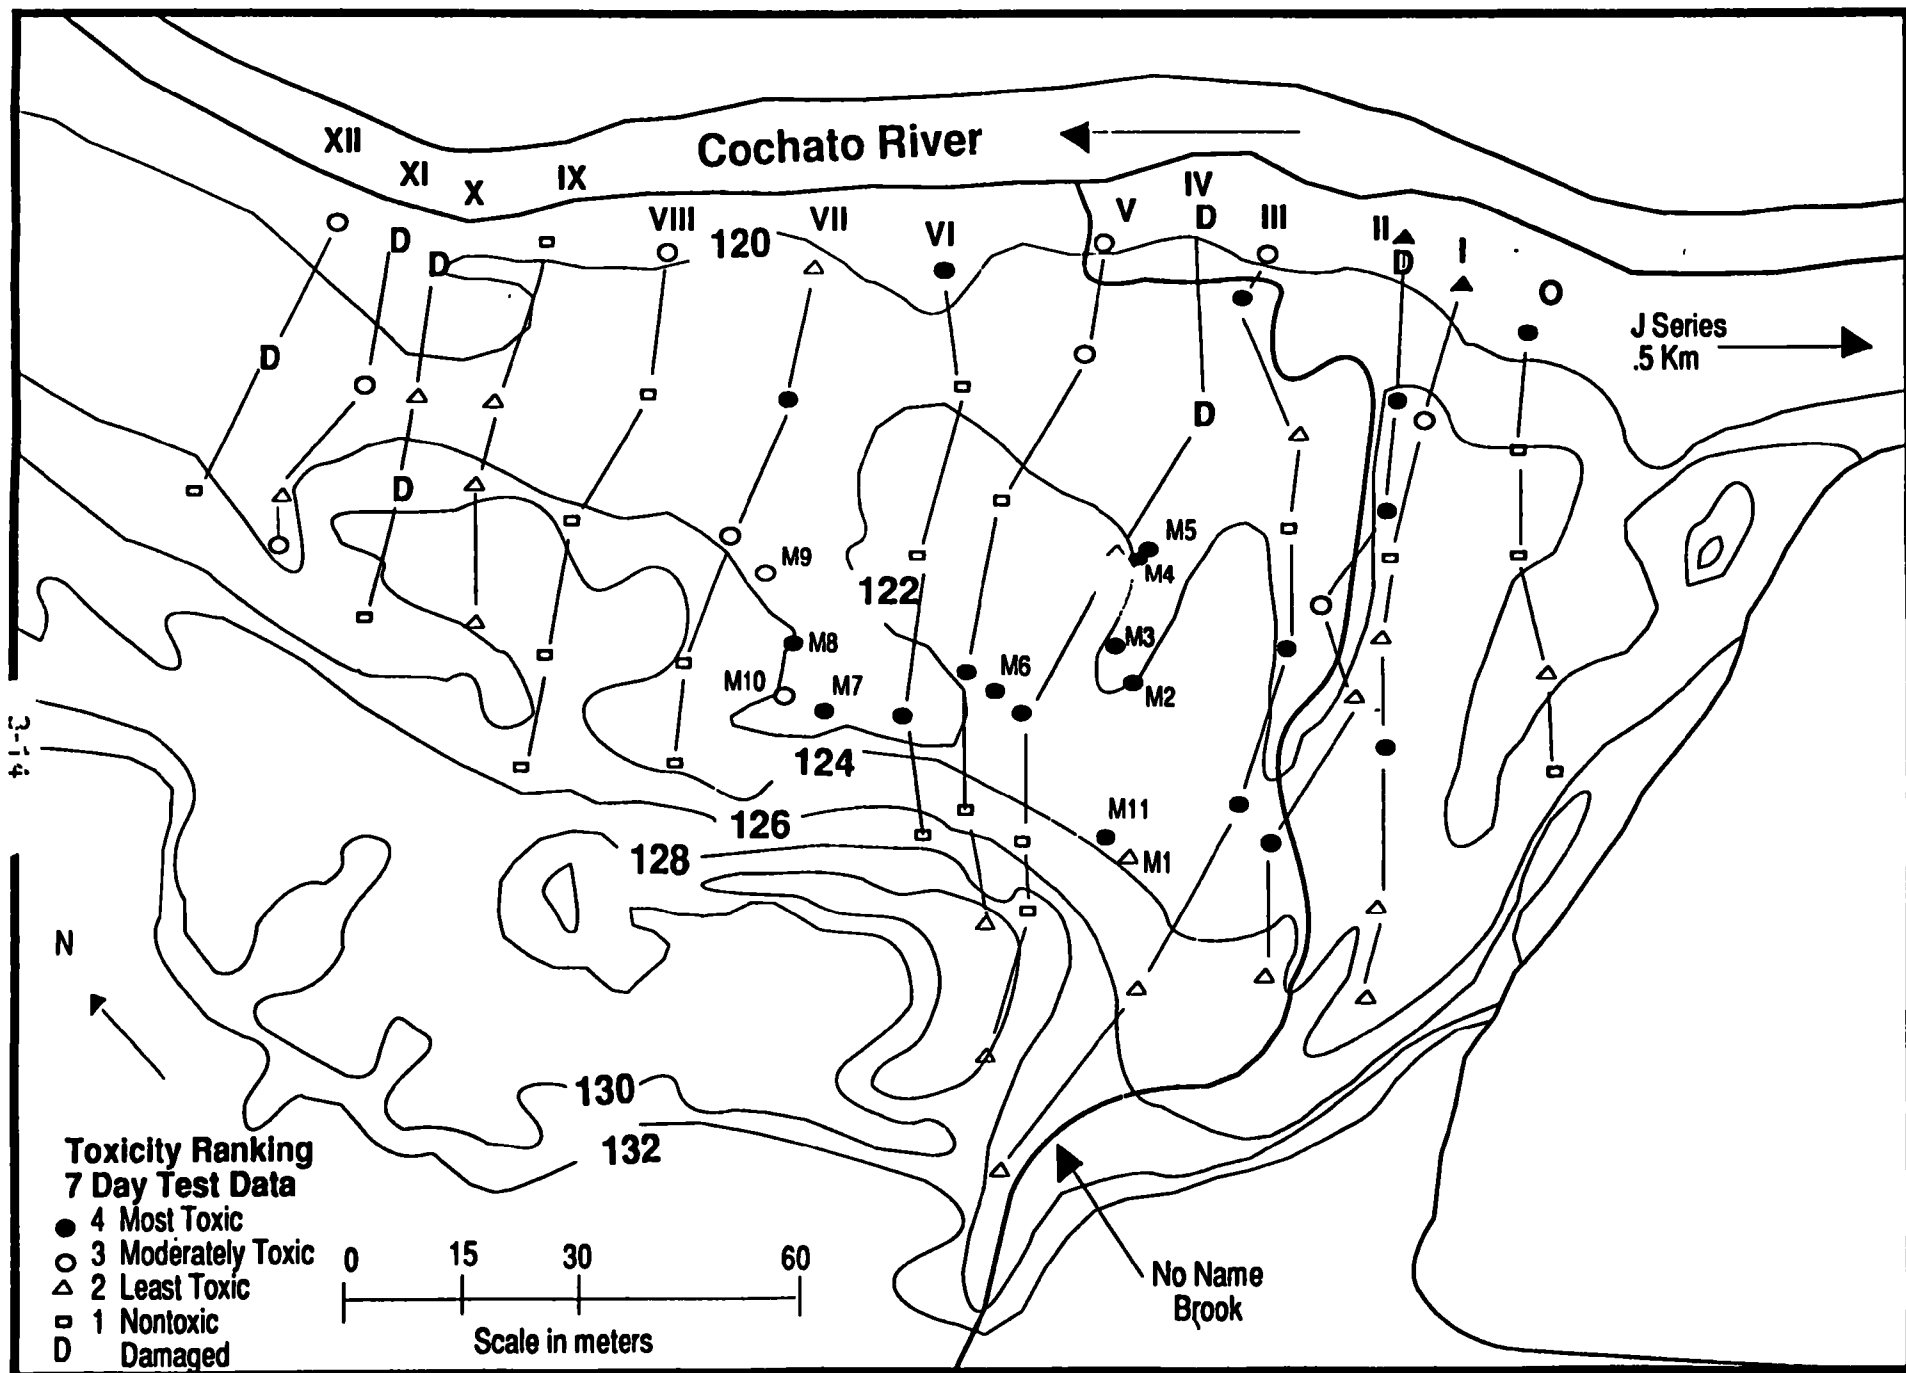 XII
XI
X
IX
Cochato River
VIII
120
VII
VI
V
IV
D
III
II
D
I
O
J Series
.5 Km
D
D
D
D
D
M9
122
M5
M4
M8
M3
M6
M10
M7
M2
124
126
M11
128
M1
3-14
N
130
132
Toxicity Ranking
7 Day Test Data
4 Most Toxic
3 Moderately Toxic
2 Least Toxic
1 Nontoxic
D Damaged
0 15 30 60
Scale in meters
No Name
Brook